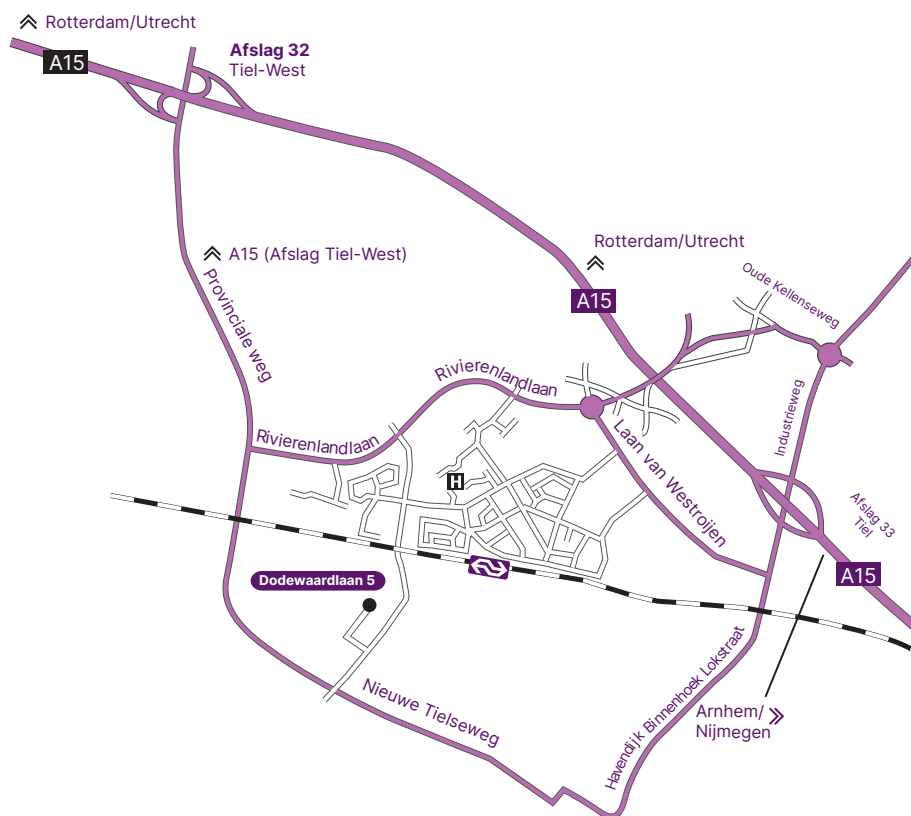 Rotterdam/Utrecht
A15
Afslag 32
Tiel-West
A15 (Afslag Tiel-West)
Provinciale weg
Rotterdam/Utrecht
A15
Oude Kellenseweg
Rivierenlandlaan
Rivierenlandlaan
Industrieweg
Laan van Westroijen
H
Afslag 33
Tiel
A15
Dodewaardlaan 5
Nieuwe Tielseweg
Havendijk Binnenhoek Lokstraat
Arnhem/
Nijmegen